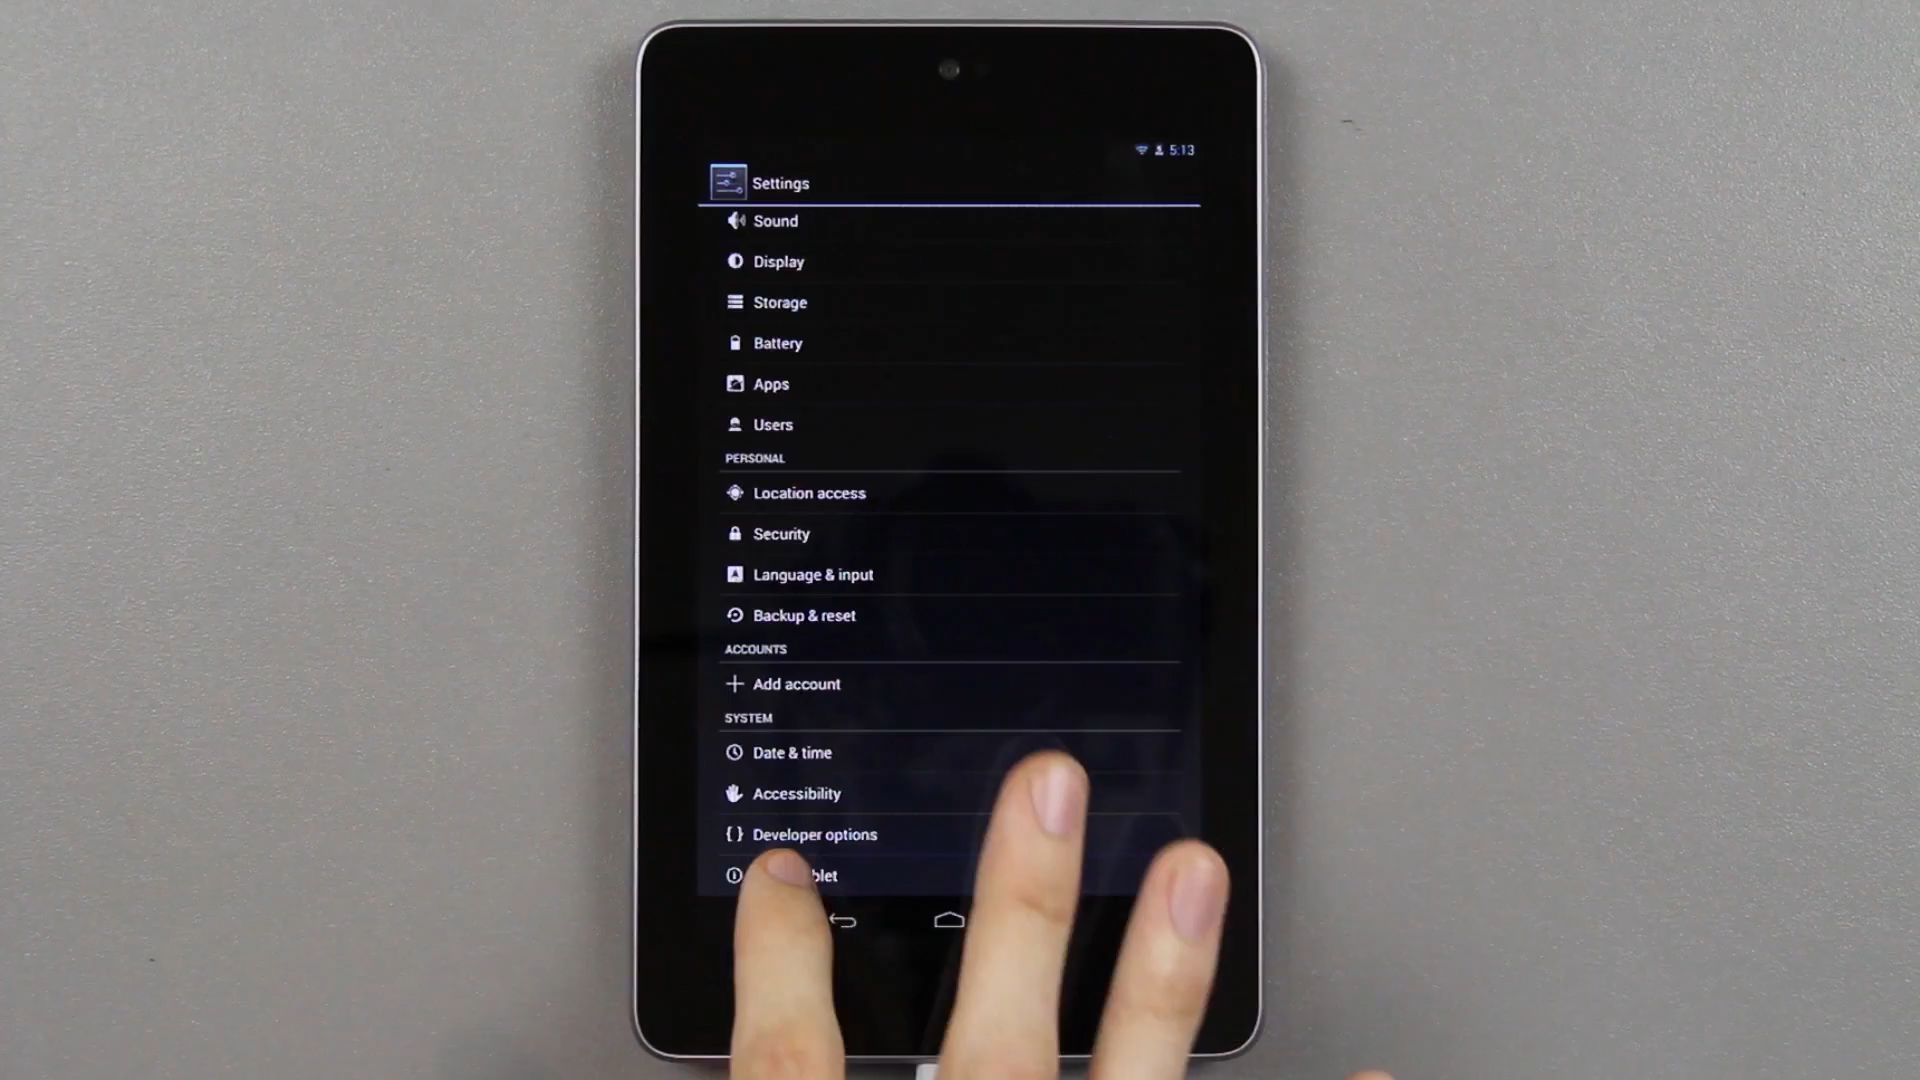 5:13
Settings
Sound
Display
Storage
Battery
Apps
Users
PERSONAL
Location access
Security
Language & input
Backup & reset
ACCOUNTS
Add account
SYSTEM
Date & time
Accessibility
Developer options